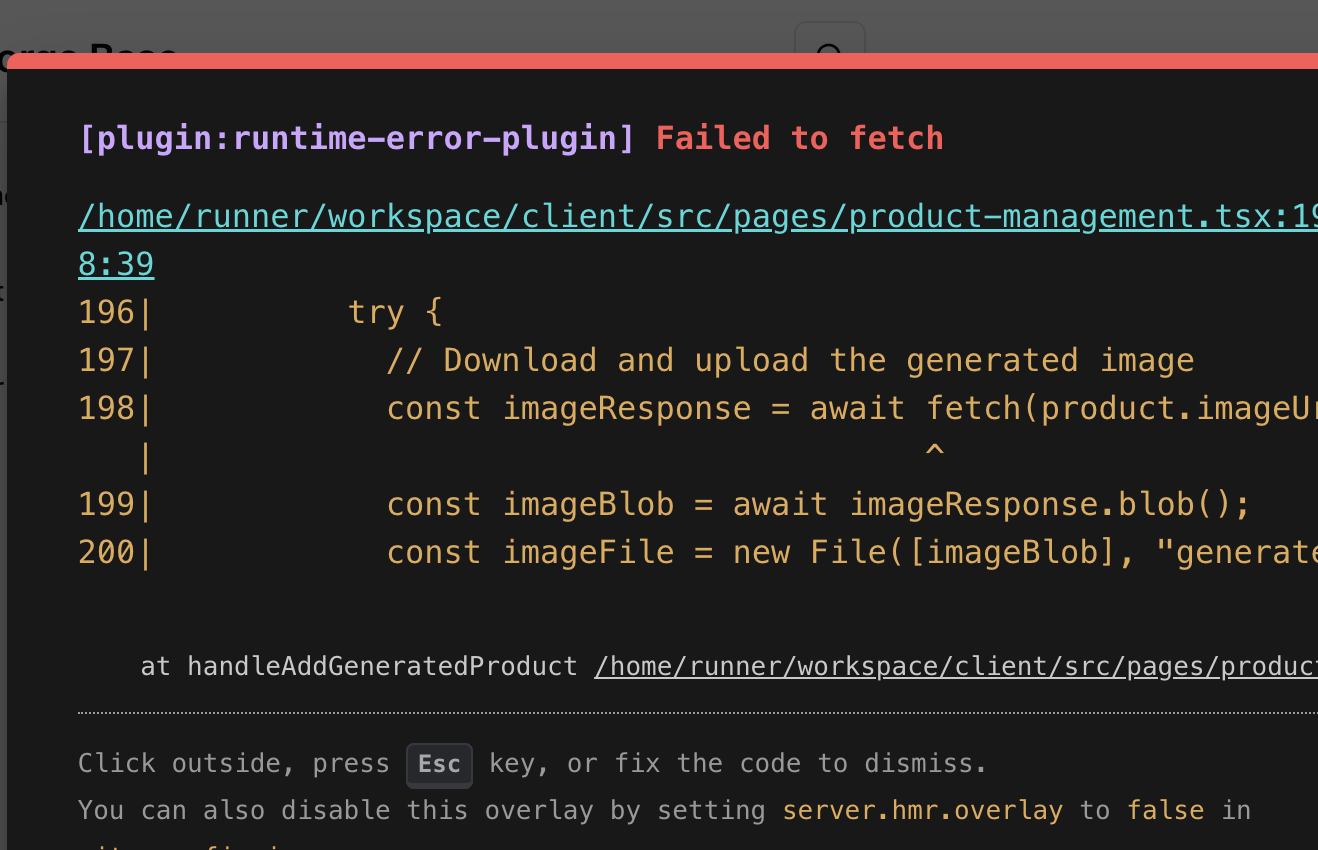 [plugin:runtime-error-plugin] Failed to fetch
/home/runner/workspace/client/src/pages/product-management.tsx:19
8:39
196|          try {
197|            // Download and upload the generated image
198|            const imageResponse = await fetch(product.imageUr
   |                                        ^
199|            const imageBlob = await imageResponse.blob();
200|            const imageFile = new File([imageBlob], "generate
at handleAddGeneratedProduct /home/runner/workspace/client/src/pages/product
Click outside, press Esc key, or fix the code to dismiss.
You can also disable this overlay by setting server.hmr.overlay to false in